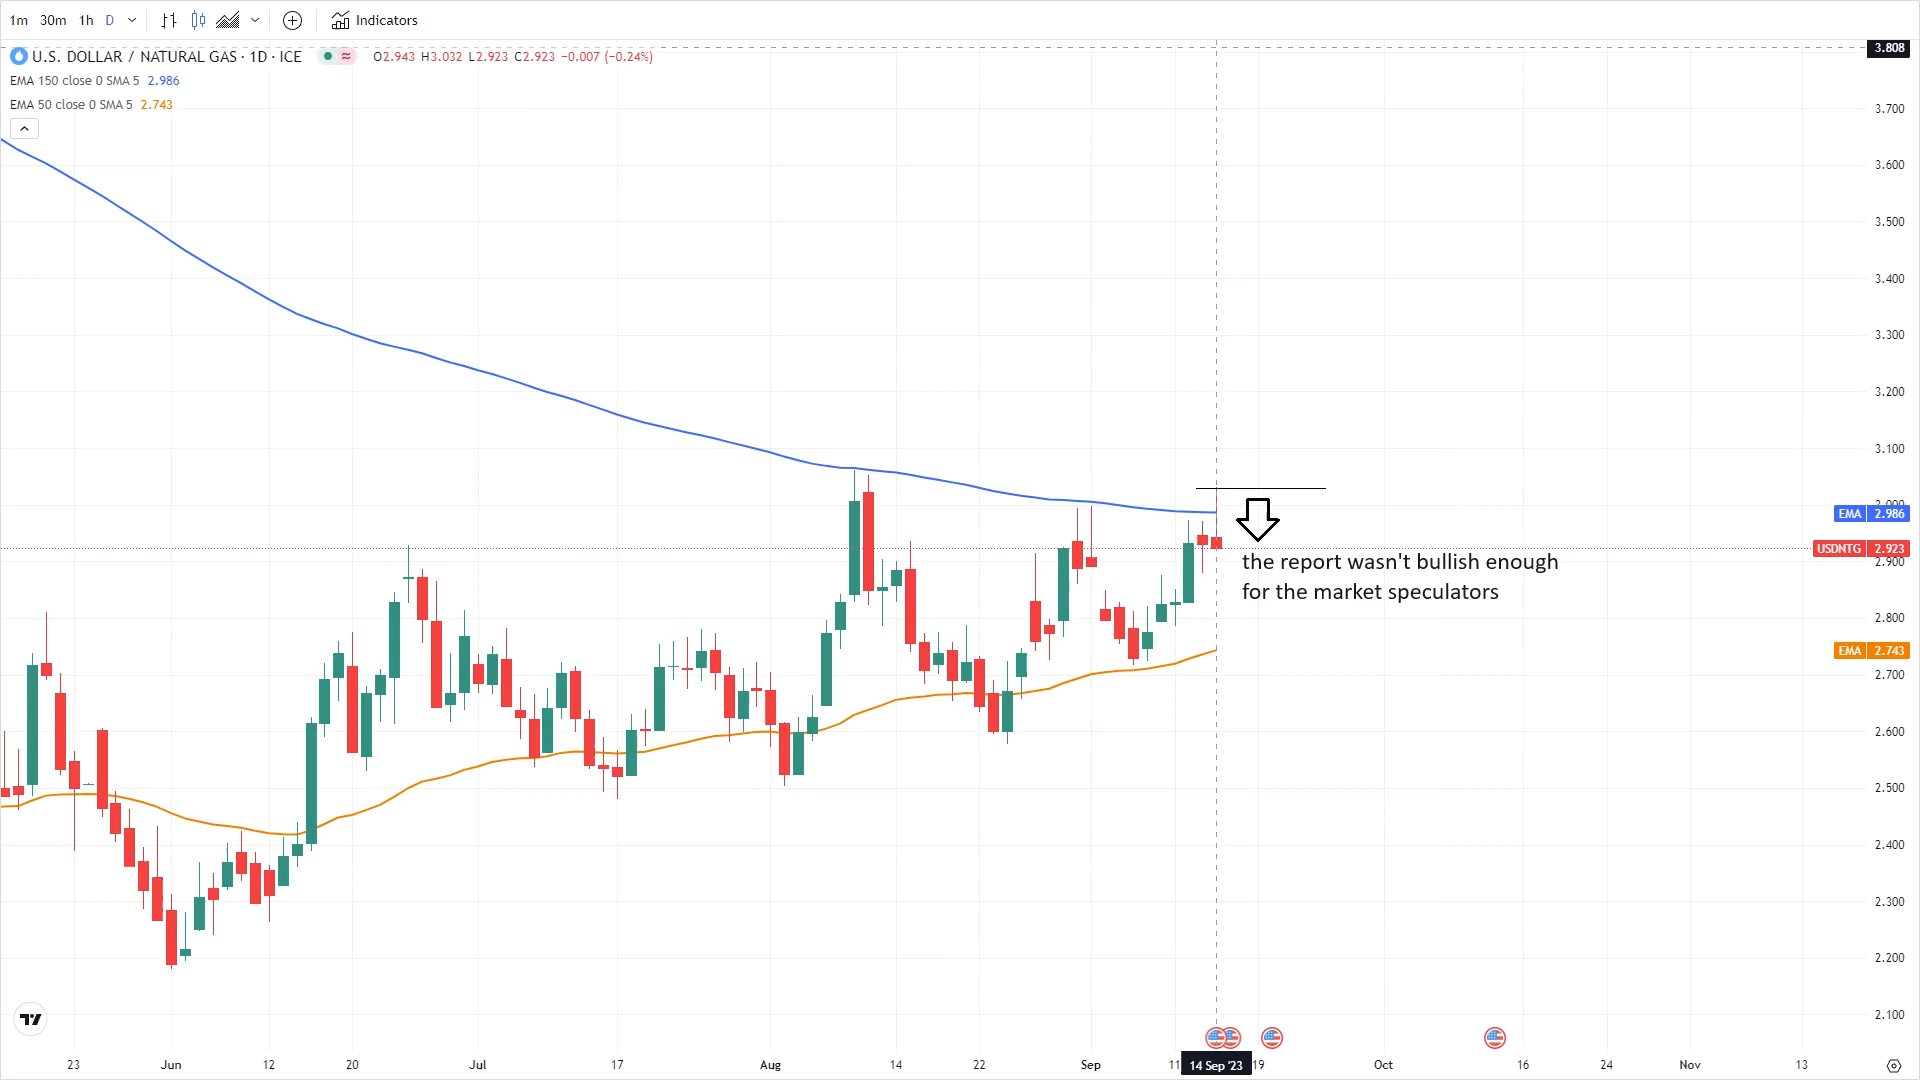 1m 30m 1h D Indicators
U.S. DOLLAR / NATURAL GAS · 1D · ICE ≈ O2.943 H3.032 L2.923 C2.923 −0.007 (−0.24%)
EMA 150 close 0 SMA 5 2.986
EMA 50 close 0 SMA 5 2.743
3.808
3.700
3.600
3.500
3.400
3.300
3.200
3.100
3.000
EMA 2.986
USDNTG 2.923
2.900
the report wasn't bullish enough
for the market speculators
2.800
EMA 2.743
2.700
2.600
2.500
2.400
2.300
2.200
2.100
23 Jun 12 20 Jul 17 Aug 14 22 Sep 11 14 Sep '23 19 Oct 16 24 Nov 13